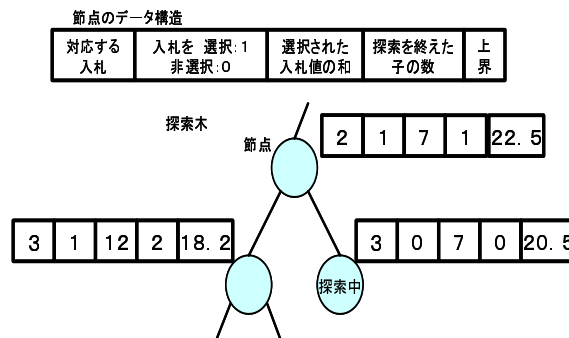 節点のデータ構造
対応する入札 入札を 選択:1 非選択:0 選択された入札値の和 探索を終えた子の数 上界
探索木
節点
2 1 7 1 22.5
3 1 12 2 18.2
3 0 7 0 20.5
探索中